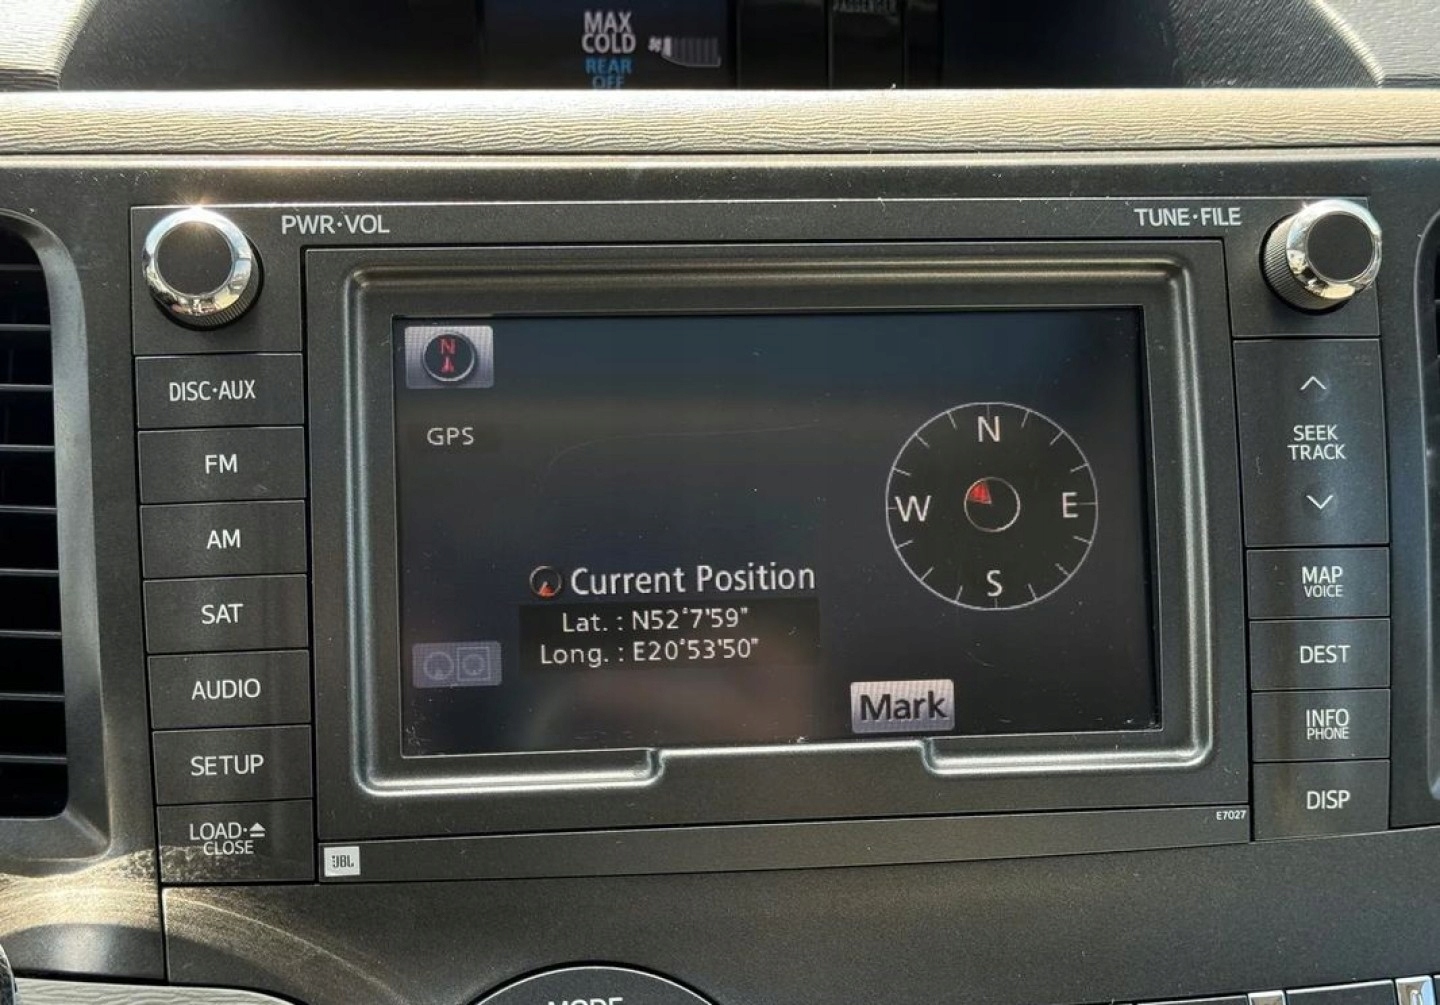 MAX
COLD
REAR
OFF
PASSENGER
PWR·VOL
TUNE·FILE
N
DISC·AUX
GPS
N
SEEK
TRACK
FM
W
E
AM
Current Position
S
MAP
VOICE
SAT
Lat. : N52°7'59"
Long. : E20°53'50"
DEST
AUDIO
Mark
INFO
PHONE
SETUP
DISP
LOAD·⏏
CLOSE
E7027
JBL
MODE